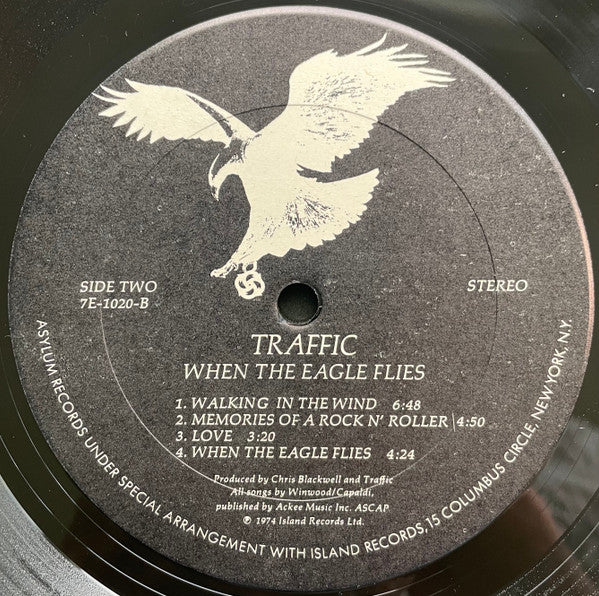 SIDE TWO
7E-1020-B
STEREO
TRAFFIC
WHEN THE EAGLE FLIES
1. WALKING IN THE WIND 6:48
2. MEMORIES OF A ROCK N' ROLLER 4:50
3. LOVE 3:20
4. WHEN THE EAGLE FLIES 4:24
Produced by Chris Blackwell and Traffic
All songs by Winwood/Capaldi,
published by Ackee Music Inc. ASCAP
℗ 1974 Island Records Ltd.
ASYLUM RECORDS UNDER SPECIAL ARRANGEMENT WITH ISLAND RECORDS, 15 COLUMBUS CIRCLE, NEW YORK, N.Y.